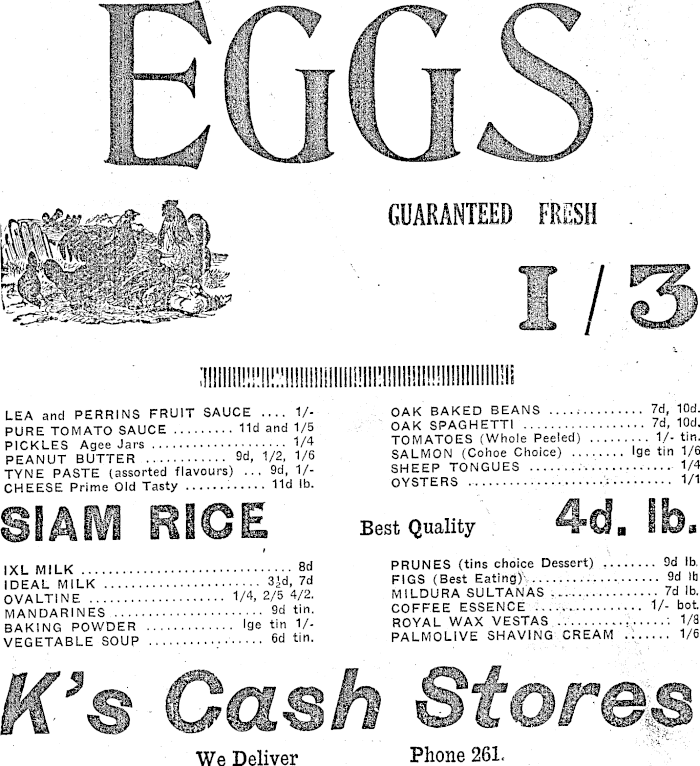 EGGS
GUARANTEED FRESH
1/3
LEA and PERRINS FRUIT SAUCE .... 1/-
PURE TOMATO SAUCE ......... 11d and 1/5
PICKLES Agee Jars .................... 1/4
PEANUT BUTTER ............. 9d, 1/2, 1/6
TYNE PASTE (assorted flavours) ... 9d, 1/-
CHEESE Prime Old Tasty ............ 11d lb.
OAK BAKED BEANS .............. 7d, 10d.
OAK SPAGHETTI ................... 7d, 10d.
TOMATOES (Whole Peeled) ......... 1/- tin.
SALMON (Cohoe Choice) ....... lge tin 1/6
SHEEP TONGUES ...................... 1/4
OYSTERS ............................... 1/1
SIAM RICE Best Quality 4d. lb.
IXL MILK ................................... 8d
IDEAL MILK ...................... 3½d, 7d
OVALTINE .................... 1/4, 2/5 4/2.
MANDARINES ..................... 9d tin.
BAKING POWDER ............. lge tin 1/-
VEGETABLE SOUP ................ 6d tin.
PRUNES (tins choice Dessert) ........ 9d lb.
FIGS (Best Eating) .................... 9d lb
MILDURA SULTANAS ................ 7d lb.
COFFEE ESSENCE ................. 1/- bot.
ROYAL WAX VESTAS .................. 1/8
PALMOLIVE SHAVING CREAM ....... 1/6
K's Cash Stores
We Deliver Phone 261.